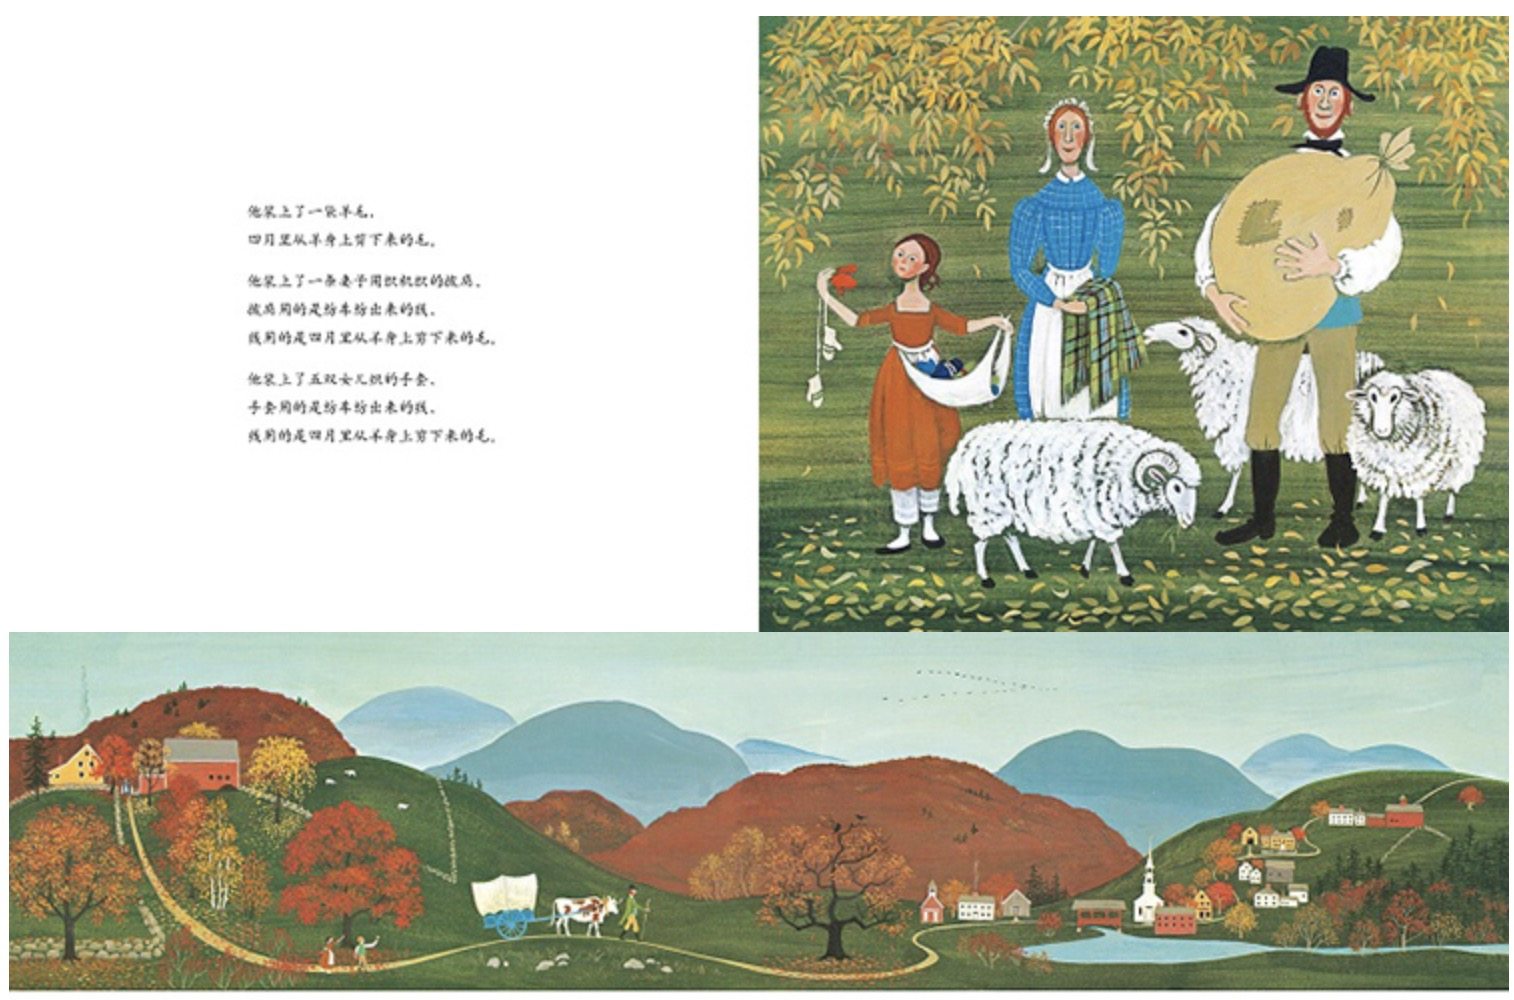 他装上了一袋羊毛，
四月里从羊身上剪下来的毛。
他装上了一条妻子用织机织的披肩。
披肩用的是纺车纺出来的线。
线用的是四月里从羊身上剪下来的毛。
他装上了五双女儿织的手套。
手套用的是纺车纺出来的线。
线用的是四月里从羊身上剪下来的毛。